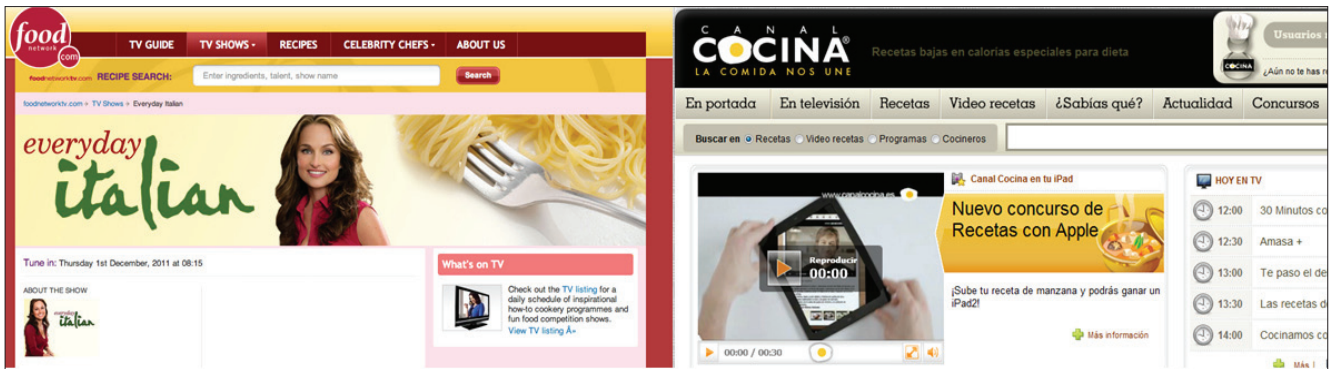 food
network
.com
TV GUIDE TV SHOWS - RECIPES CELEBRITY CHEFS - ABOUT US
foodnetworktv.com RECIPE SEARCH: Enter ingredients, talent, show name Search
foodnetworktv.com » TV Shows » Everyday Italian
everyday
italian
Tune in: Thursday 1st December, 2011 at 08:15
ABOUT THE SHOW
everyday
italian
What's on TV
Check out the TV listing for a
daily schedule of inspirational
how-to cookery programmes and
fun food competition shows.
View TV listing Â»
CANAL
COCINA®
LA COMIDA NOS UNE
Recetas bajas en calorías especiales para dieta
COCINA
Usuarios
¿Aún no te has
En portada En televisión Recetas Video recetas ¿Sabías qué? Actualidad Concursos
Buscar en Recetas Video recetas Programas Cocineros
www.canalcocina.es
Reproducir
00:00
00:00 / 00:30
Canal Cocina en tu iPad
Nuevo concurso de
Recetas con Apple
¡Sube tu receta de manzana y podrás ganar un
iPad2!
Más información
HOY EN TV
12:00 30 Minutos co
12:30 Amasa +
13:00 Te paso el de
13:30 Las recetas d
14:00 Cocinamos co
Más |